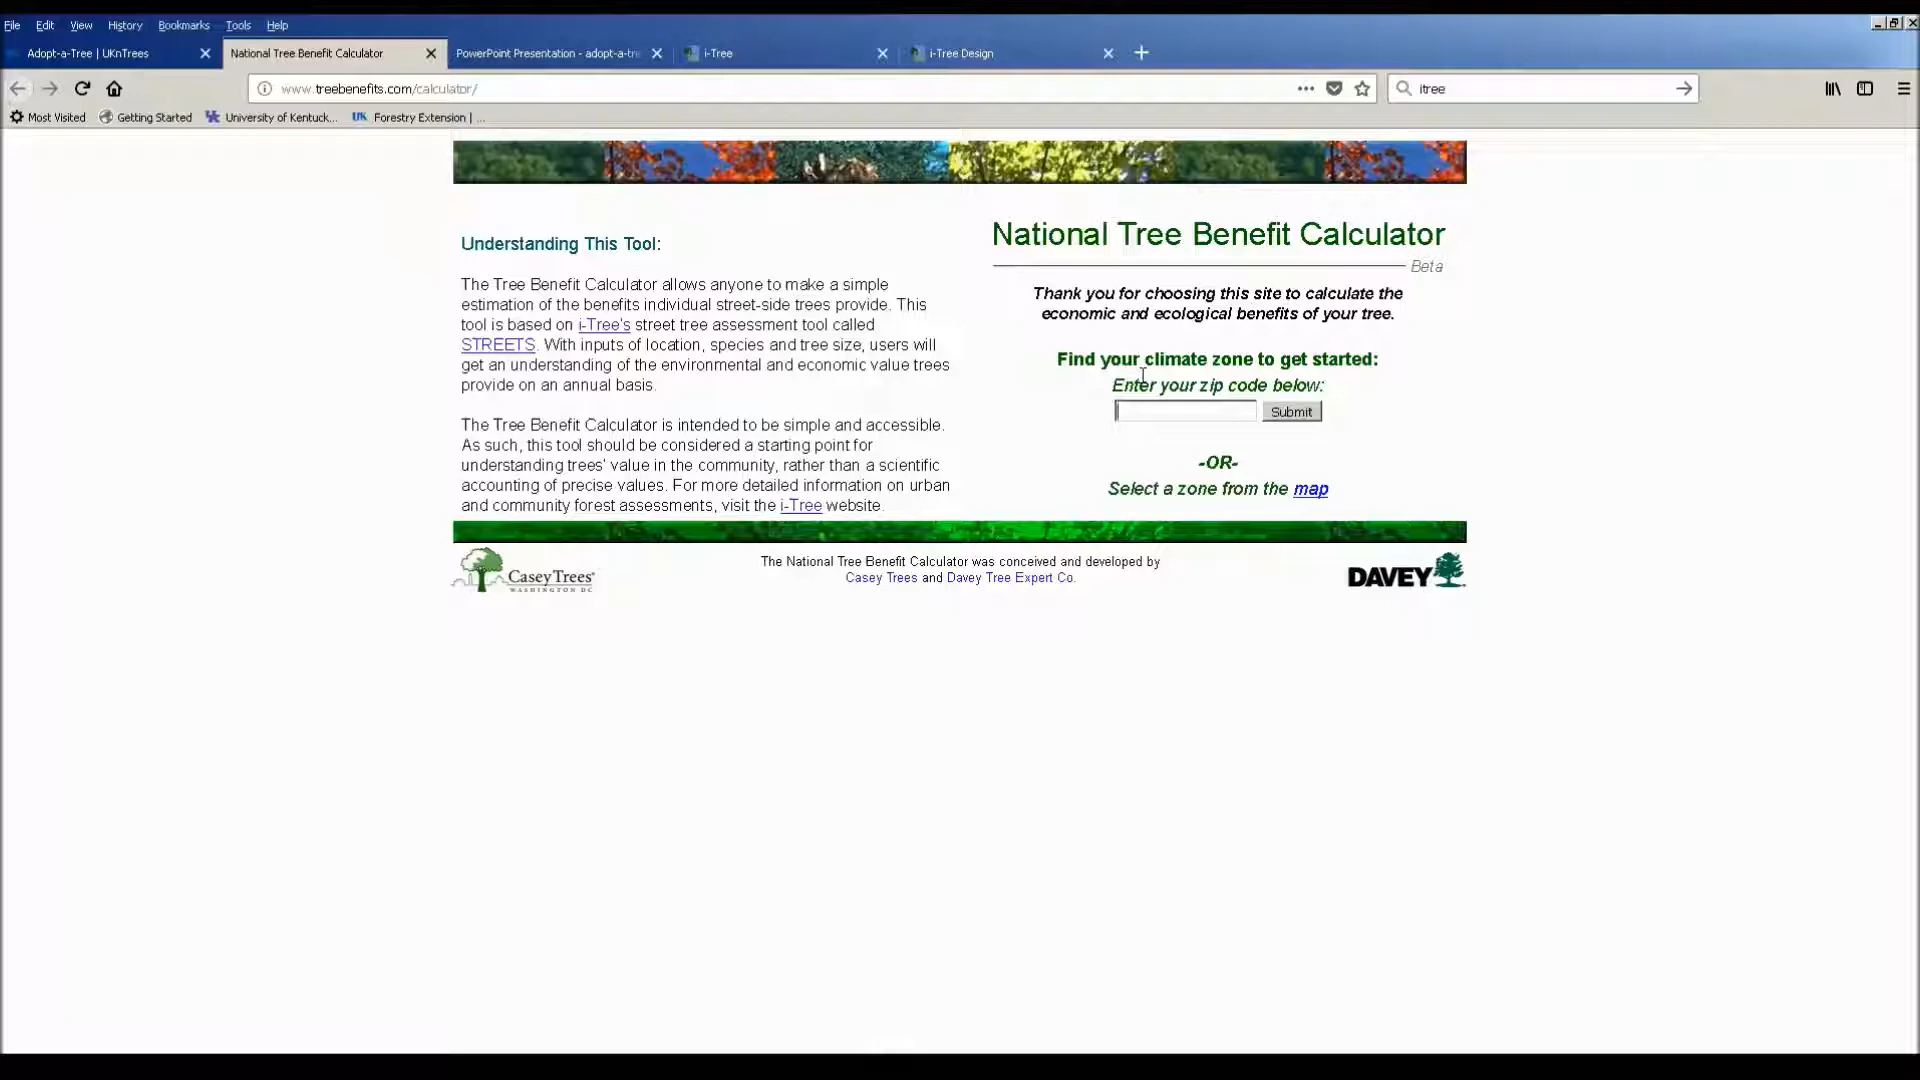 File Edit View History Bookmarks Tools Help
Adopt-a-Tree | UKnTrees
National Tree Benefit Calculator
PowerPoint Presentation - adopt-a-tre
i-Tree
i-Tree Design
www.treebenefits.com/calculator/
itree
Most Visited
Getting Started
University of Kentuck...
UK Forestry Extension | ...
Understanding This Tool:
The Tree Benefit Calculator allows anyone to make a simple
estimation of the benefits individual street-side trees provide. This
tool is based on i-Tree's street tree assessment tool called
STREETS. With inputs of location, species and tree size, users will
get an understanding of the environmental and economic value trees
provide on an annual basis.
The Tree Benefit Calculator is intended to be simple and accessible.
As such, this tool should be considered a starting point for
understanding trees' value in the community, rather than a scientific
accounting of precise values. For more detailed information on urban
and community forest assessments, visit the i-Tree website.
National Tree Benefit Calculator
Beta
Thank you for choosing this site to calculate the
economic and ecological benefits of your tree.
Find your climate zone to get started:
Enter your zip code below:
Submit
-OR-
Select a zone from the map
Casey Trees
WASHINGTON DC
The National Tree Benefit Calculator was conceived and developed by
Casey Trees and Davey Tree Expert Co.
DAVEY